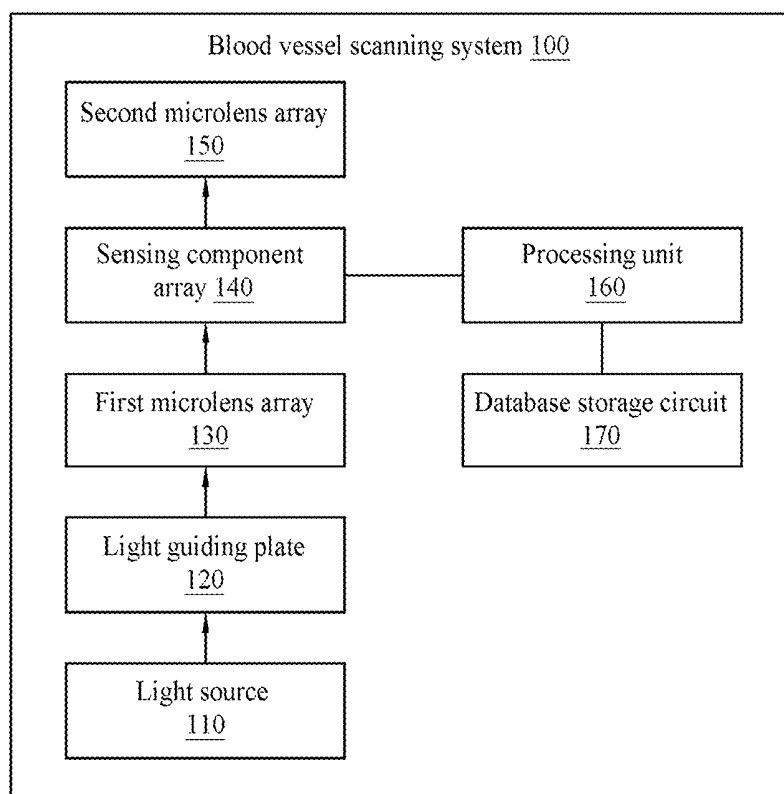 Blood vessel scanning system 100
Second microlens array
150
Sensing component
array 140
Processing unit
160
First microlens array
130
Database storage circuit
170
Light guiding plate
120
Light source
110